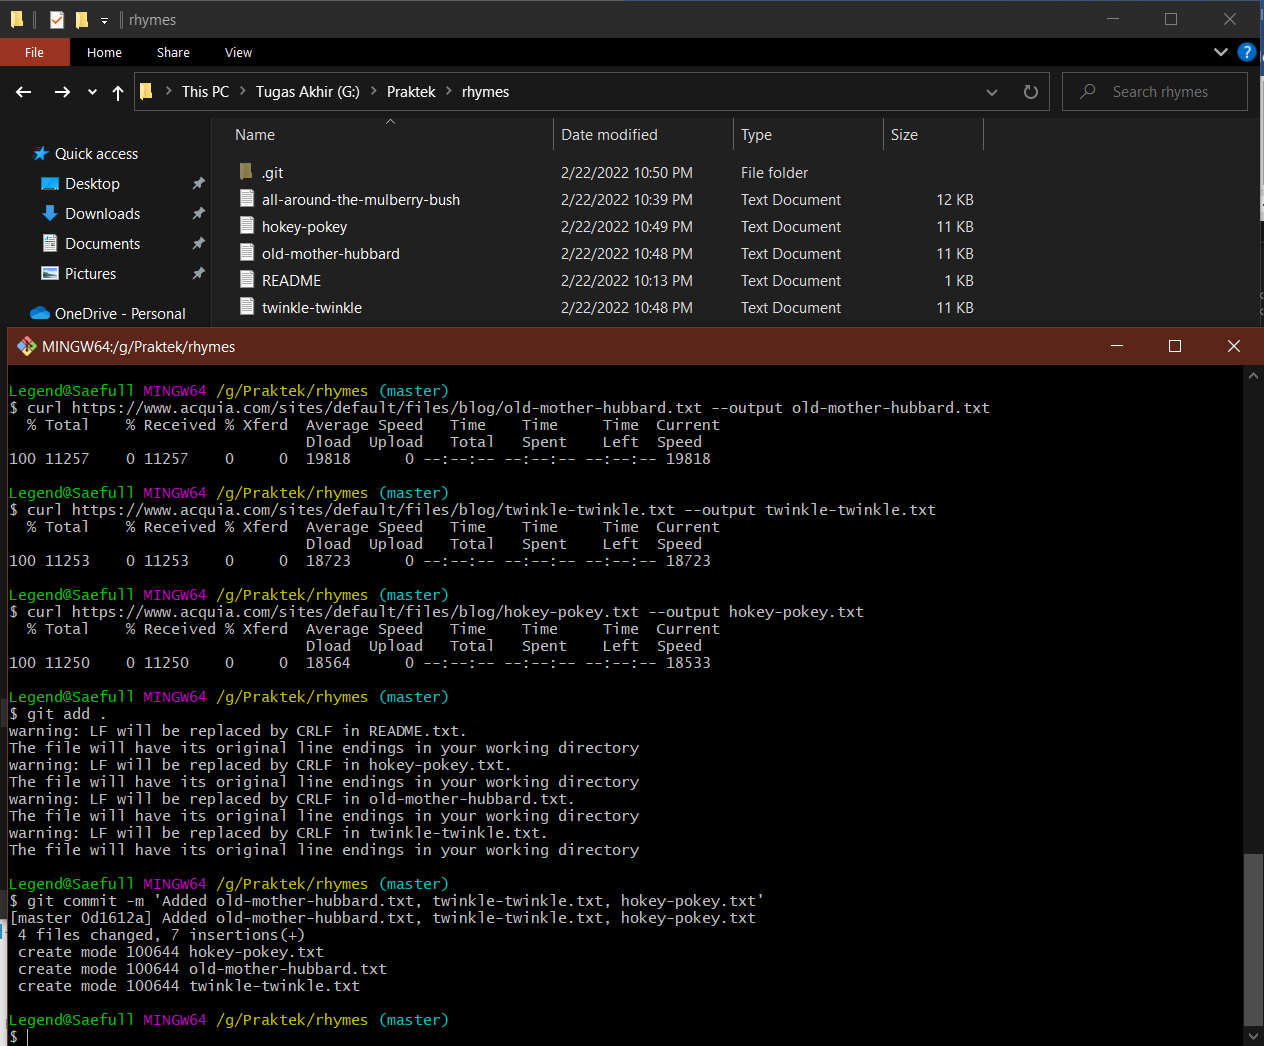 rhymes
File Home Share View
This PC > Tugas Akhir (G:) > Praktek > rhymes
Search rhymes
Name Date modified Type Size
Quick access
Desktop
Downloads
Documents
Pictures
OneDrive - Personal
.git 2/22/2022 10:50 PM File folder
all-around-the-mulberry-bush 2/22/2022 10:39 PM Text Document 12 KB
hokey-pokey 2/22/2022 10:49 PM Text Document 11 KB
old-mother-hubbard 2/22/2022 10:48 PM Text Document 11 KB
README 2/22/2022 10:13 PM Text Document 1 KB
twinkle-twinkle 2/22/2022 10:48 PM Text Document 11 KB
MINGW64:/g/Praktek/rhymes
Legend@Saefull MINGW64 /g/Praktek/rhymes (master)
$ curl https://www.acquia.com/sites/default/files/blog/old-mother-hubbard.txt --output old-mother-hubbard.txt
% Total % Received % Xferd Average Speed Time Time Time Current
Dload Upload Total Spent Left Speed
100 11257 0 11257 0 0 19818 0 --:--:-- --:--:-- --:--:-- 19818
Legend@Saefull MINGW64 /g/Praktek/rhymes (master)
$ curl https://www.acquia.com/sites/default/files/blog/twinkle-twinkle.txt --output twinkle-twinkle.txt
% Total % Received % Xferd Average Speed Time Time Time Current
Dload Upload Total Spent Left Speed
100 11253 0 11253 0 0 18723 0 --:--:-- --:--:-- --:--:-- 18723
Legend@Saefull MINGW64 /g/Praktek/rhymes (master)
$ curl https://www.acquia.com/sites/default/files/blog/hokey-pokey.txt --output hokey-pokey.txt
% Total % Received % Xferd Average Speed Time Time Time Current
Dload Upload Total Spent Left Speed
100 11250 0 11250 0 0 18564 0 --:--:-- --:--:-- --:--:-- 18533
Legend@Saefull MINGW64 /g/Praktek/rhymes (master)
$ git add .
warning: LF will be replaced by CRLF in README.txt.
The file will have its original line endings in your working directory
warning: LF will be replaced by CRLF in hokey-pokey.txt.
The file will have its original line endings in your working directory
warning: LF will be replaced by CRLF in old-mother-hubbard.txt.
The file will have its original line endings in your working directory
warning: LF will be replaced by CRLF in twinkle-twinkle.txt.
The file will have its original line endings in your working directory
Legend@Saefull MINGW64 /g/Praktek/rhymes (master)
$ git commit -m 'Added old-mother-hubbard.txt, twinkle-twinkle.txt, hokey-pokey.txt'
[master 0d1612a] Added old-mother-hubbard.txt, twinkle-twinkle.txt, hokey-pokey.txt
4 files changed, 7 insertions(+)
create mode 100644 hokey-pokey.txt
create mode 100644 old-mother-hubbard.txt
create mode 100644 twinkle-twinkle.txt
Legend@Saefull MINGW64 /g/Praktek/rhymes (master)
$